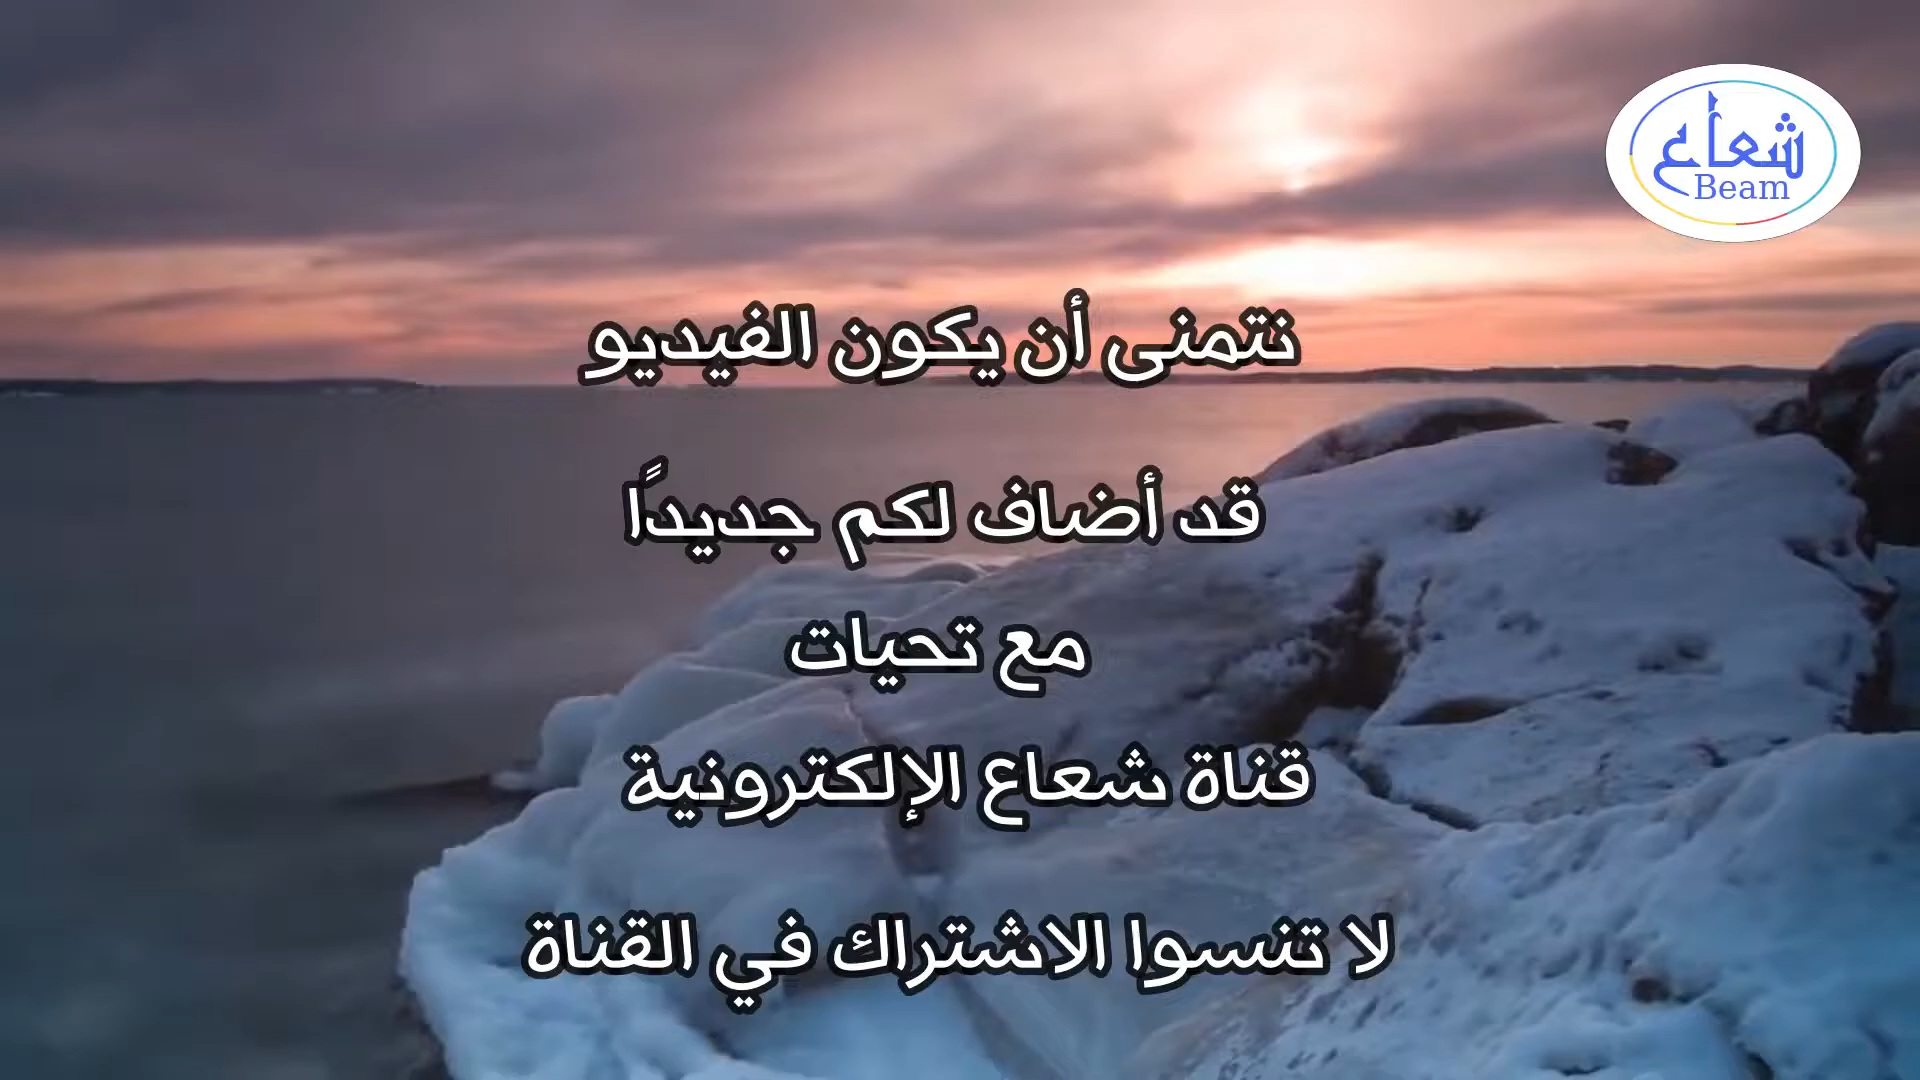 شعاع
Beam
نتمنى أن يكون الفيديو
قد أضاف لكم جديدًا
مع تحيات
قناة شعاع الإلكترونية
لا تنسوا الاشتراك في القناة